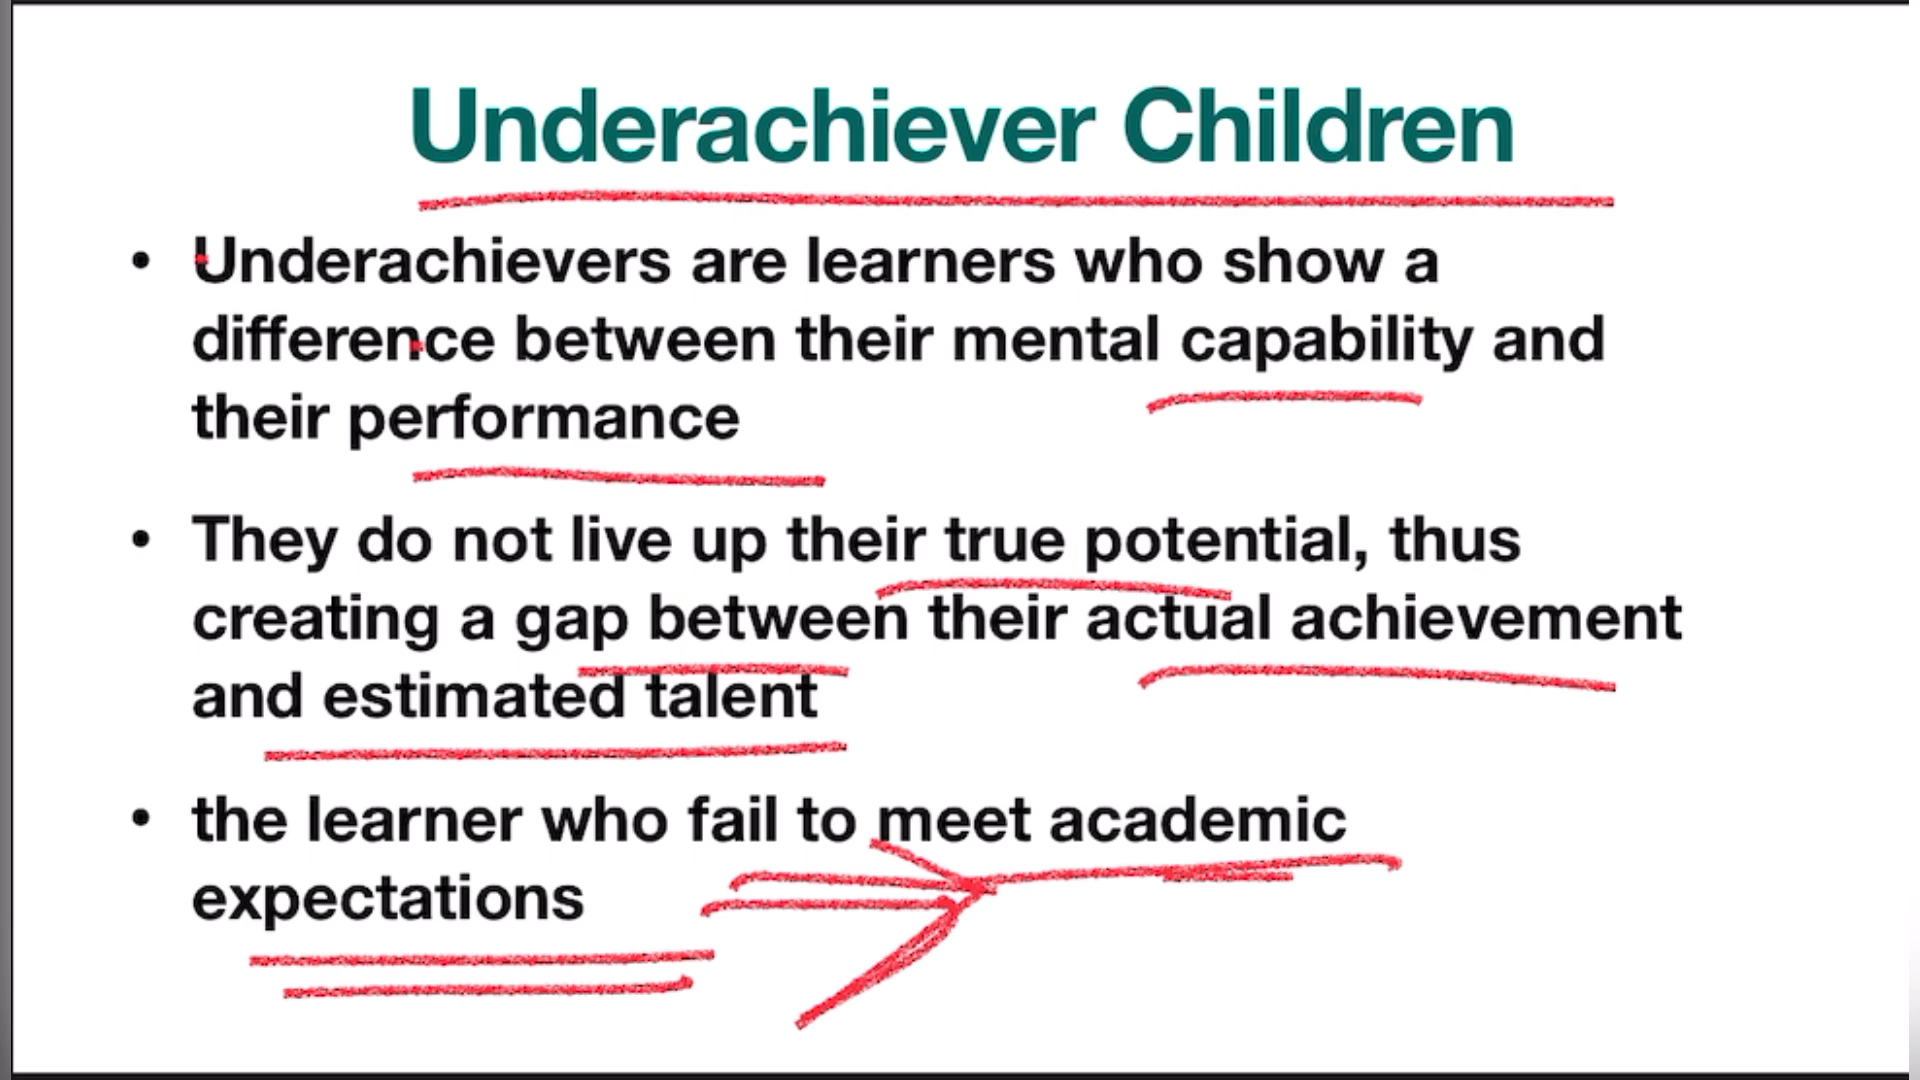 Underachiever Children
• Underachievers are learners who show a
difference between their mental capability and
their performance
• They do not live up their true potential, thus
creating a gap between their actual achievement
and estimated talent
• the learner who fail to meet academic
expectations